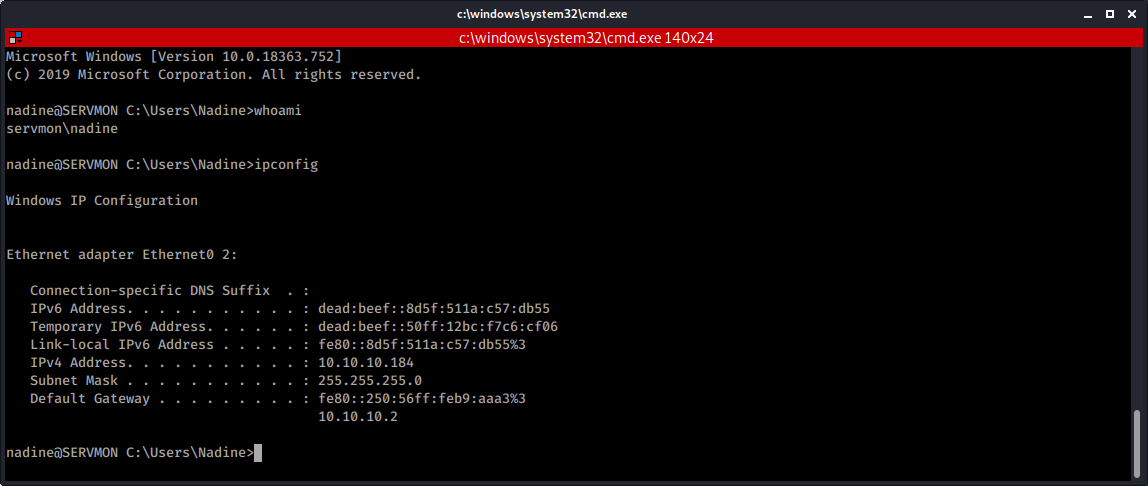 c:\windows\system32\cmd.exe
c:\windows\system32\cmd.exe 140x24
Microsoft Windows [Version 10.0.18363.752]
(c) 2019 Microsoft Corporation. All rights reserved.
nadine@SERVMON C:\Users\Nadine>whoami
servmon\nadine
nadine@SERVMON C:\Users\Nadine>ipconfig
Windows IP Configuration
Ethernet adapter Ethernet0 2:
   Connection-specific DNS Suffix  . :
   IPv6 Address. . . . . . . . . . . : dead:beef::8d5f:511a:c57:db55
   Temporary IPv6 Address. . . . . . : dead:beef::50ff:12bc:f7c6:cf06
   Link-local IPv6 Address . . . . . : fe80::8d5f:511a:c57:db55%3
   IPv4 Address. . . . . . . . . . . : 10.10.10.184
   Subnet Mask . . . . . . . . . . . : 255.255.255.0
   Default Gateway . . . . . . . . . : fe80::250:56ff:feb9:aaa3%3
                                       10.10.10.2
nadine@SERVMON C:\Users\Nadine>